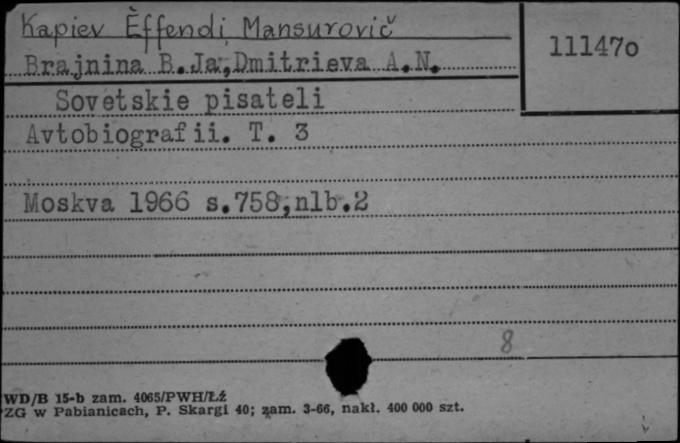 Kapiev Èffendi Mansurovič
111470
Brajnina B.Ja,Dmitrieva A.N.
Sovetskie pisateli
Avtobiografii. T. 3
Moskva 1966 s.758,nlb.2
8
WD/B 15-b zam. 4065/PWH/Łź
PZG w Pabianicach, P. Skargi 40; zam. 3-66, nakł. 400 000 szt.